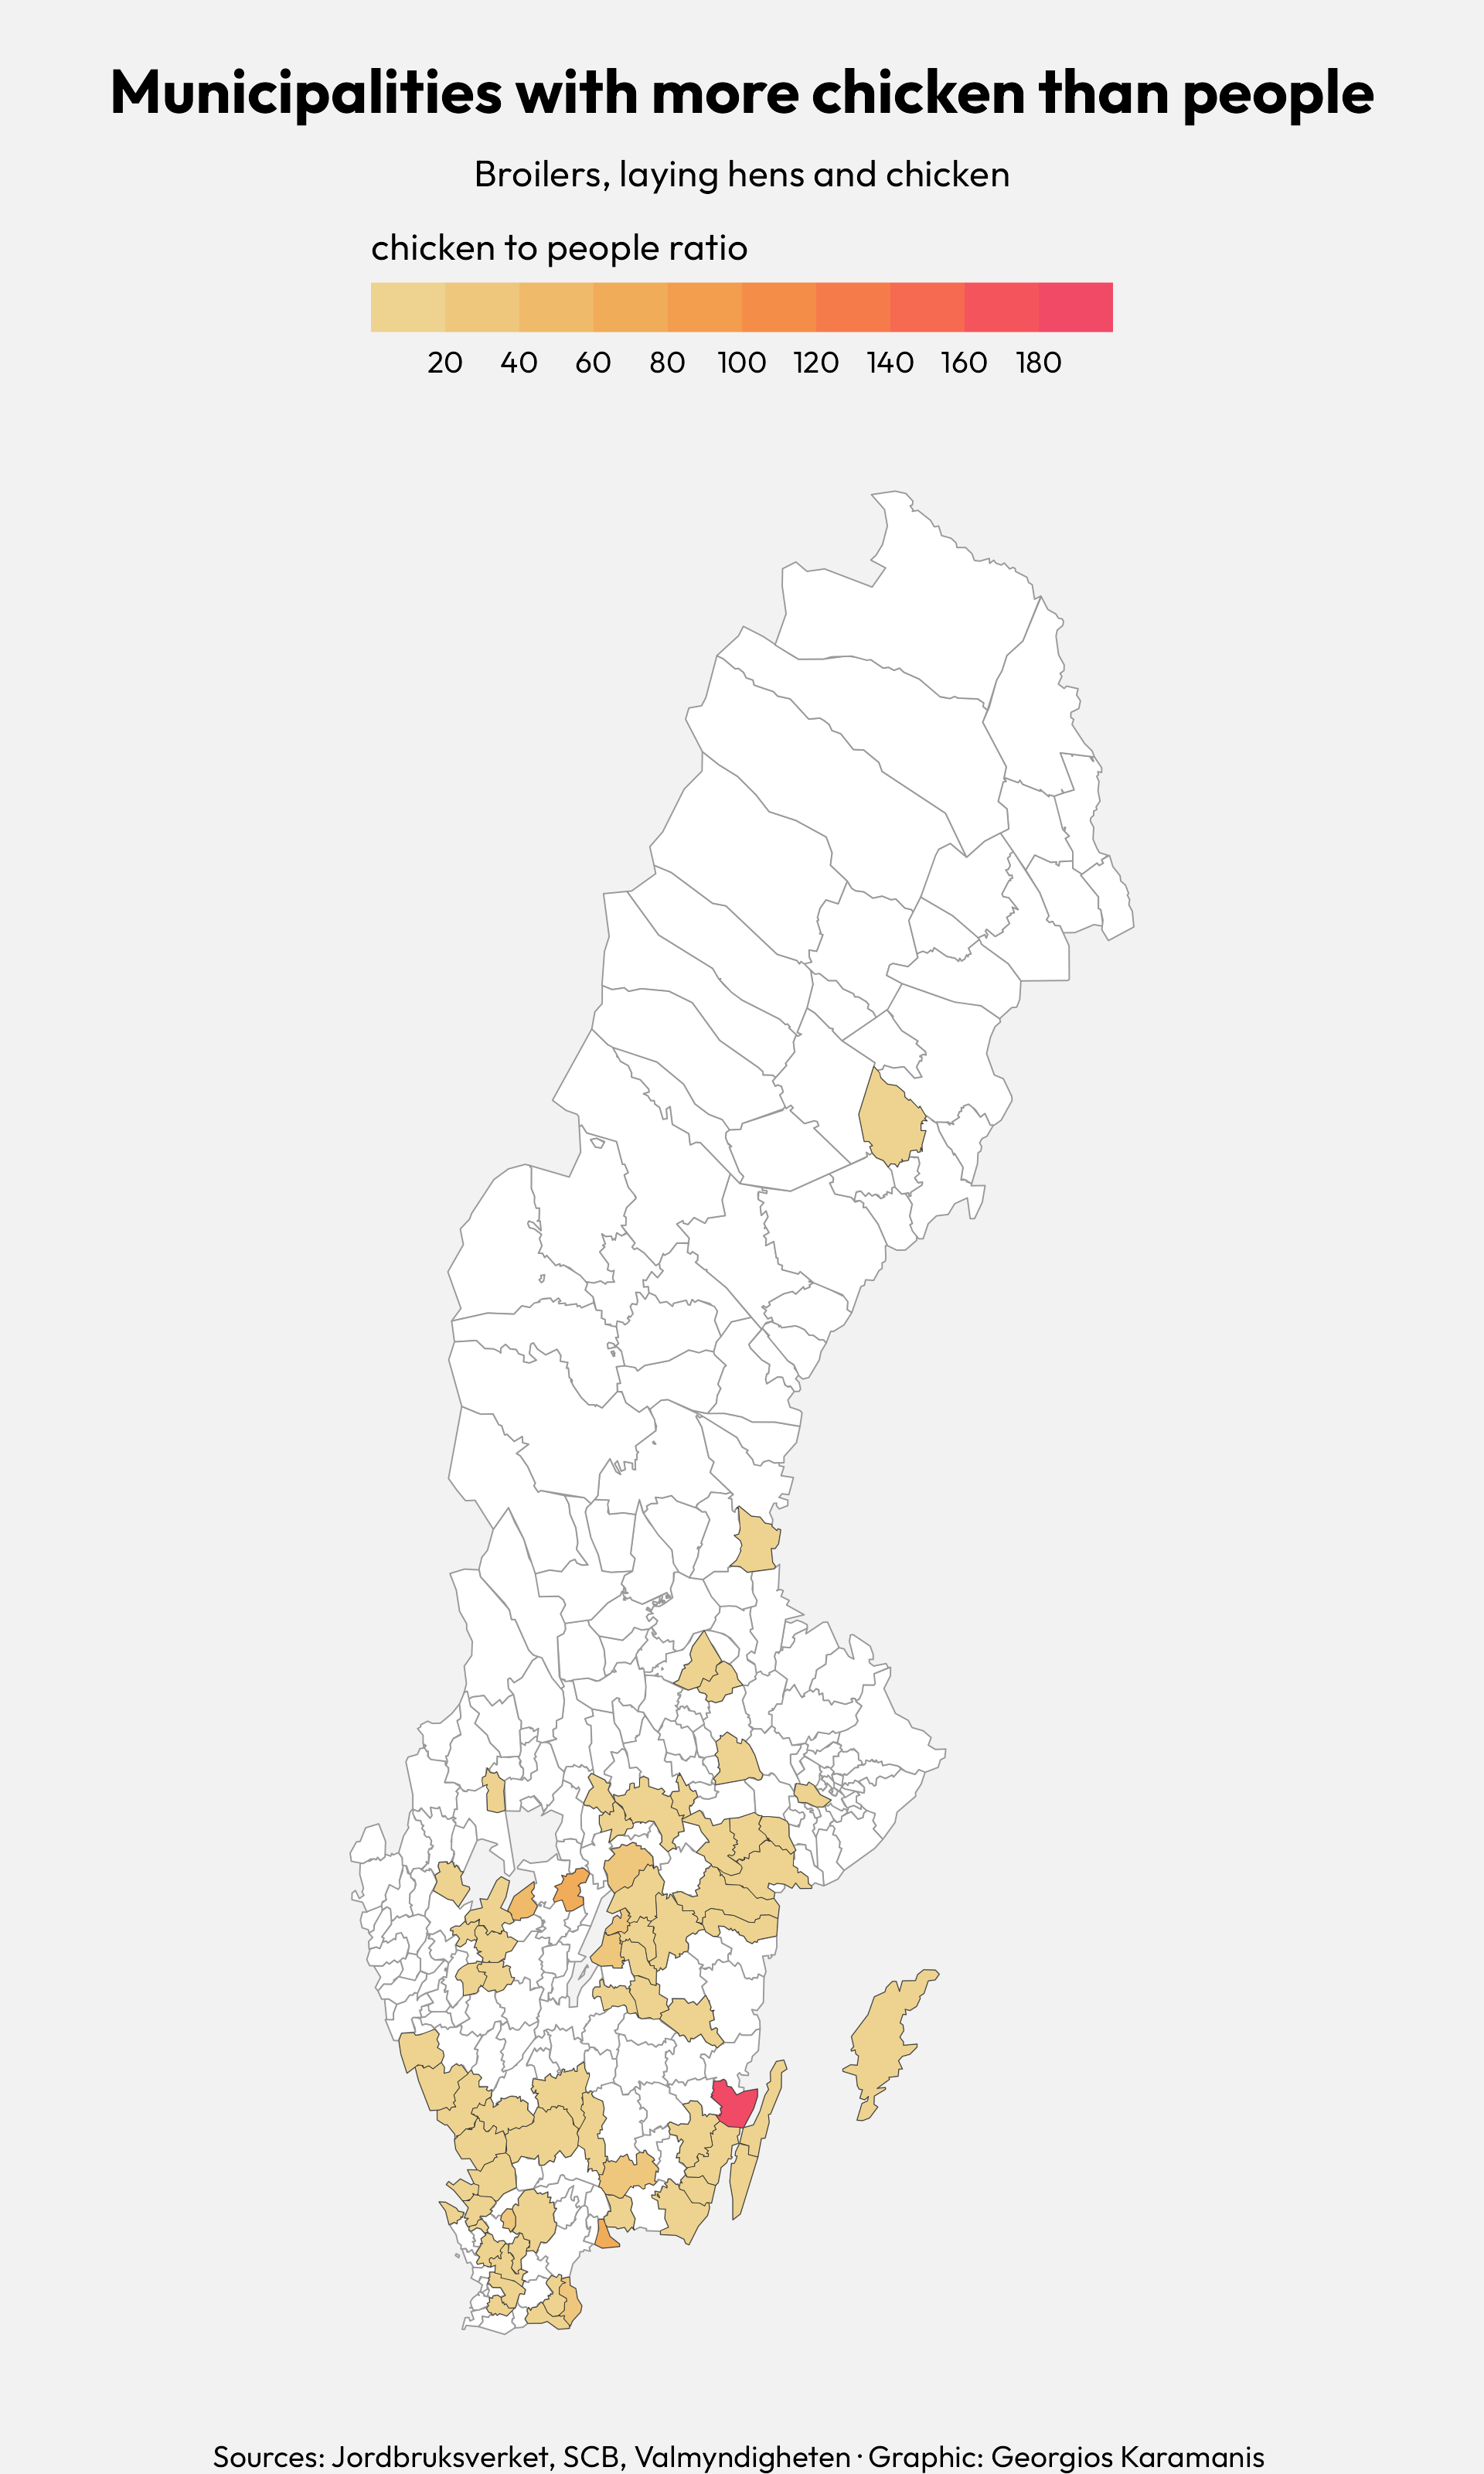 Municipalities with more chicken than people
Broilers, laying hens and chicken
chicken to people ratio
20 40 60 80 100 120 140 160 180
Sources: Jordbruksverket, SCB, Valmyndigheten · Graphic: Georgios Karamanis